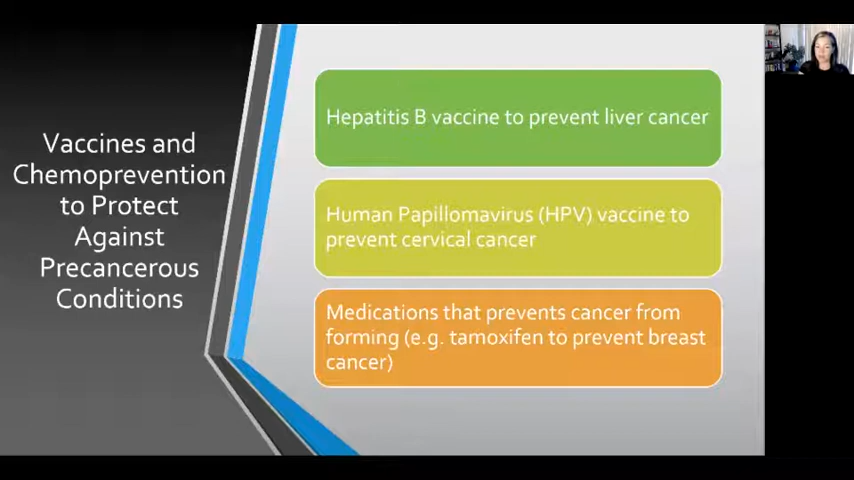 Vaccines and
Chemoprevention
to Protect
Against
Precancerous
Conditions
Hepatitis B vaccine to prevent liver cancer
Human Papillomavirus (HPV) vaccine to
prevent cervical cancer
Medications that prevents cancer from
forming (e.g. tamoxifen to prevent breast
cancer)